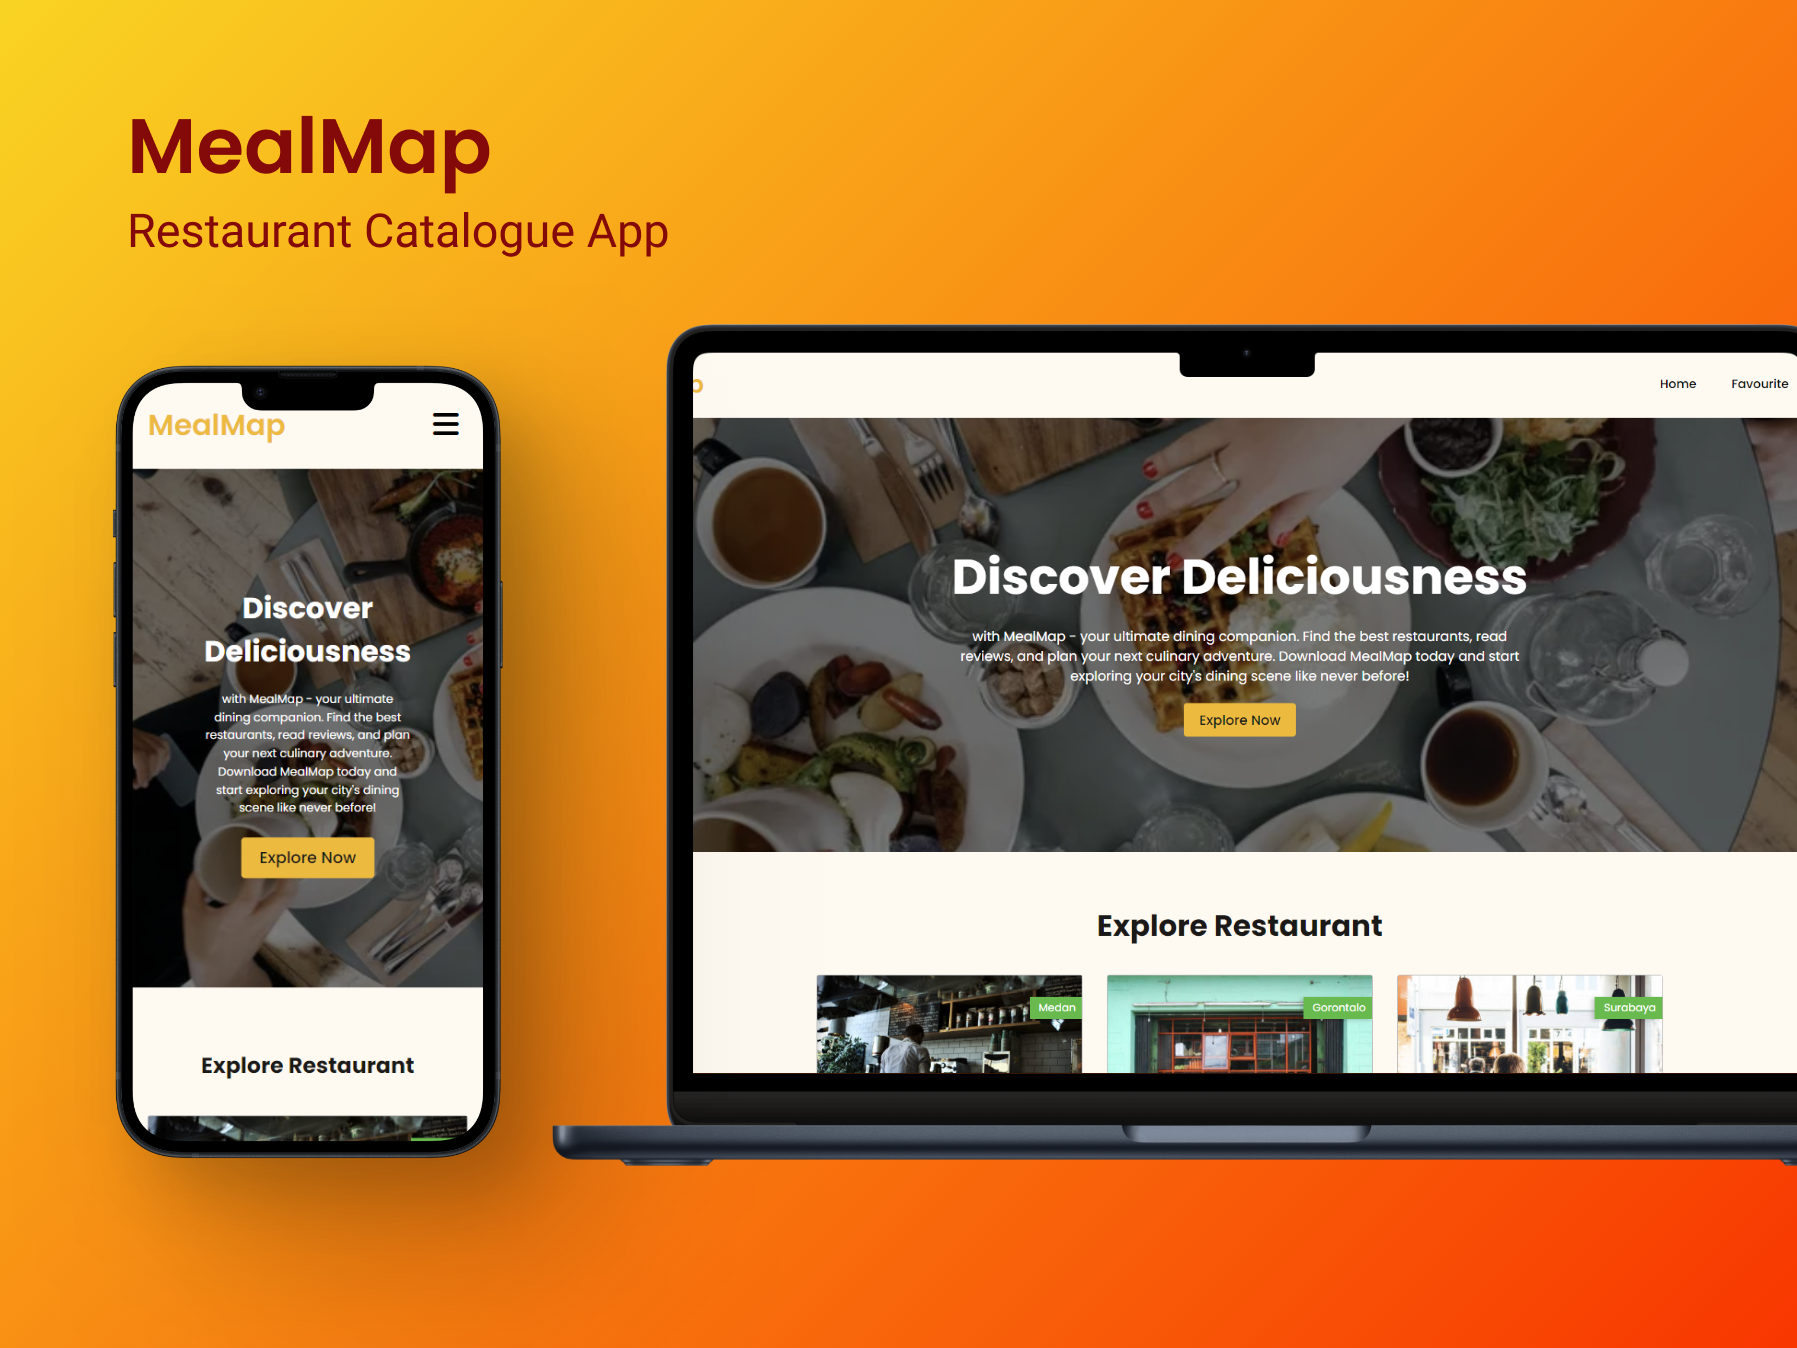 MealMap
Restaurant Catalogue App
MealMap
Discover
Deliciousness
with MealMap - your ultimate
dining companion. Find the best
restaurants, read reviews, and plan
your next culinary adventure.
Download MealMap today and
start exploring your city's dining
scene like never before!
Explore Now
Explore Restaurant
p
Home
Favourite
Discover Deliciousness
with MealMap - your ultimate dining companion. Find the best restaurants, read
reviews, and plan your next culinary adventure. Download MealMap today and start
exploring your city's dining scene like never before!
Explore Now
Explore Restaurant
Medan
Gorontalo
Surabaya